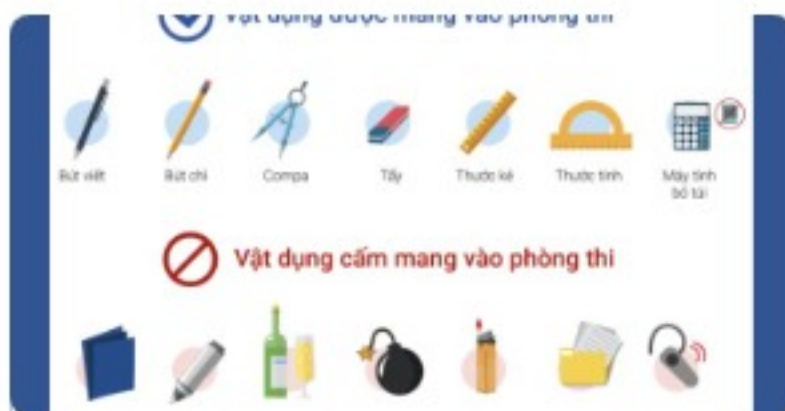 Vật dụng được mang vào phòng thi
Bút viết
Bút chì
Compa
Tẩy
Thước kẻ
Thước tính
Máy tính
bỏ túi
Vật dụng cấm mang vào phòng thi